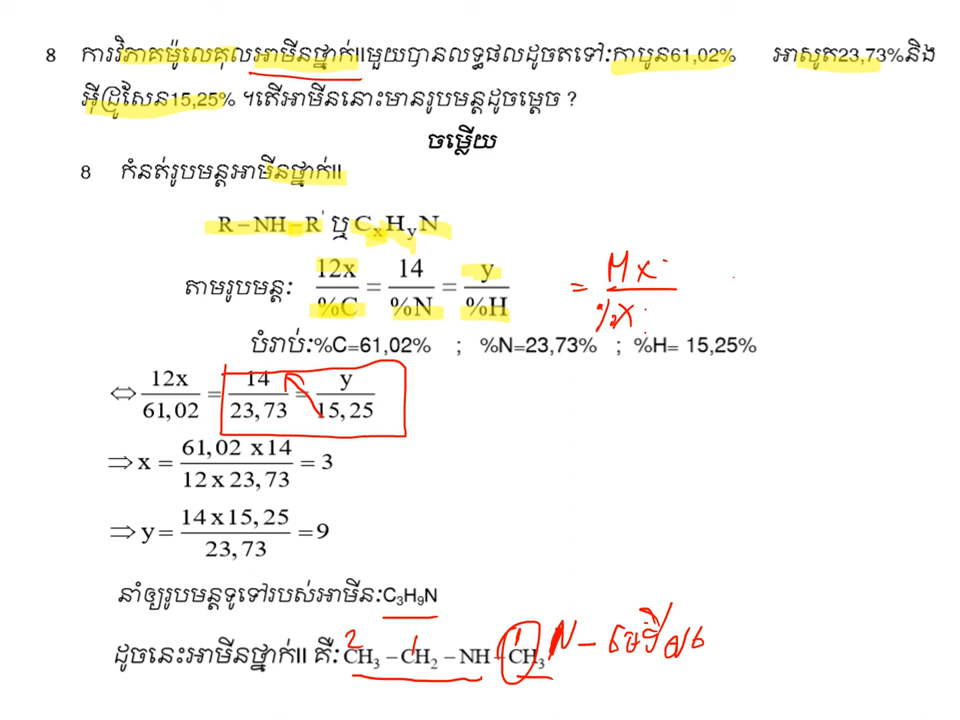 8 ការវិភាគម៉ូលេគុលអាមីនថ្នាក់IIមួយបានលទ្ធផលដូចតទៅ:កាបូន61,02% អាសូត23,73%និង
អ៊ីដ្រូសែន15,25% ។តើអាមីននោះមានរូបមន្តដូចម្តេច ?
ចម្លើយ
8 កំនត់រូបមន្តអាមីនថ្នាក់II
R – NH – R' ឬ CxHyN
តាមរូបមន្ត: 12x/%C = 14/%N = y/%H = Mx/%x
បំរាប់:%C=61,02% ; %N=23,73% ; %H= 15,25%
⇔ 12x/61,02 = 14/23,73 = y/15,25
⇒ x = 61,02 x14/12 x 23,73 = 3
⇒ y = 14 x15,25/23,73 = 9
នាំឲ្យរូបមន្តទូទៅរបស់អាមីន:C3H9N
2 1 1
ដូចនេះអាមីនថ្នាក់II គឺ: CH3 – CH2 – NH – CH3 N –